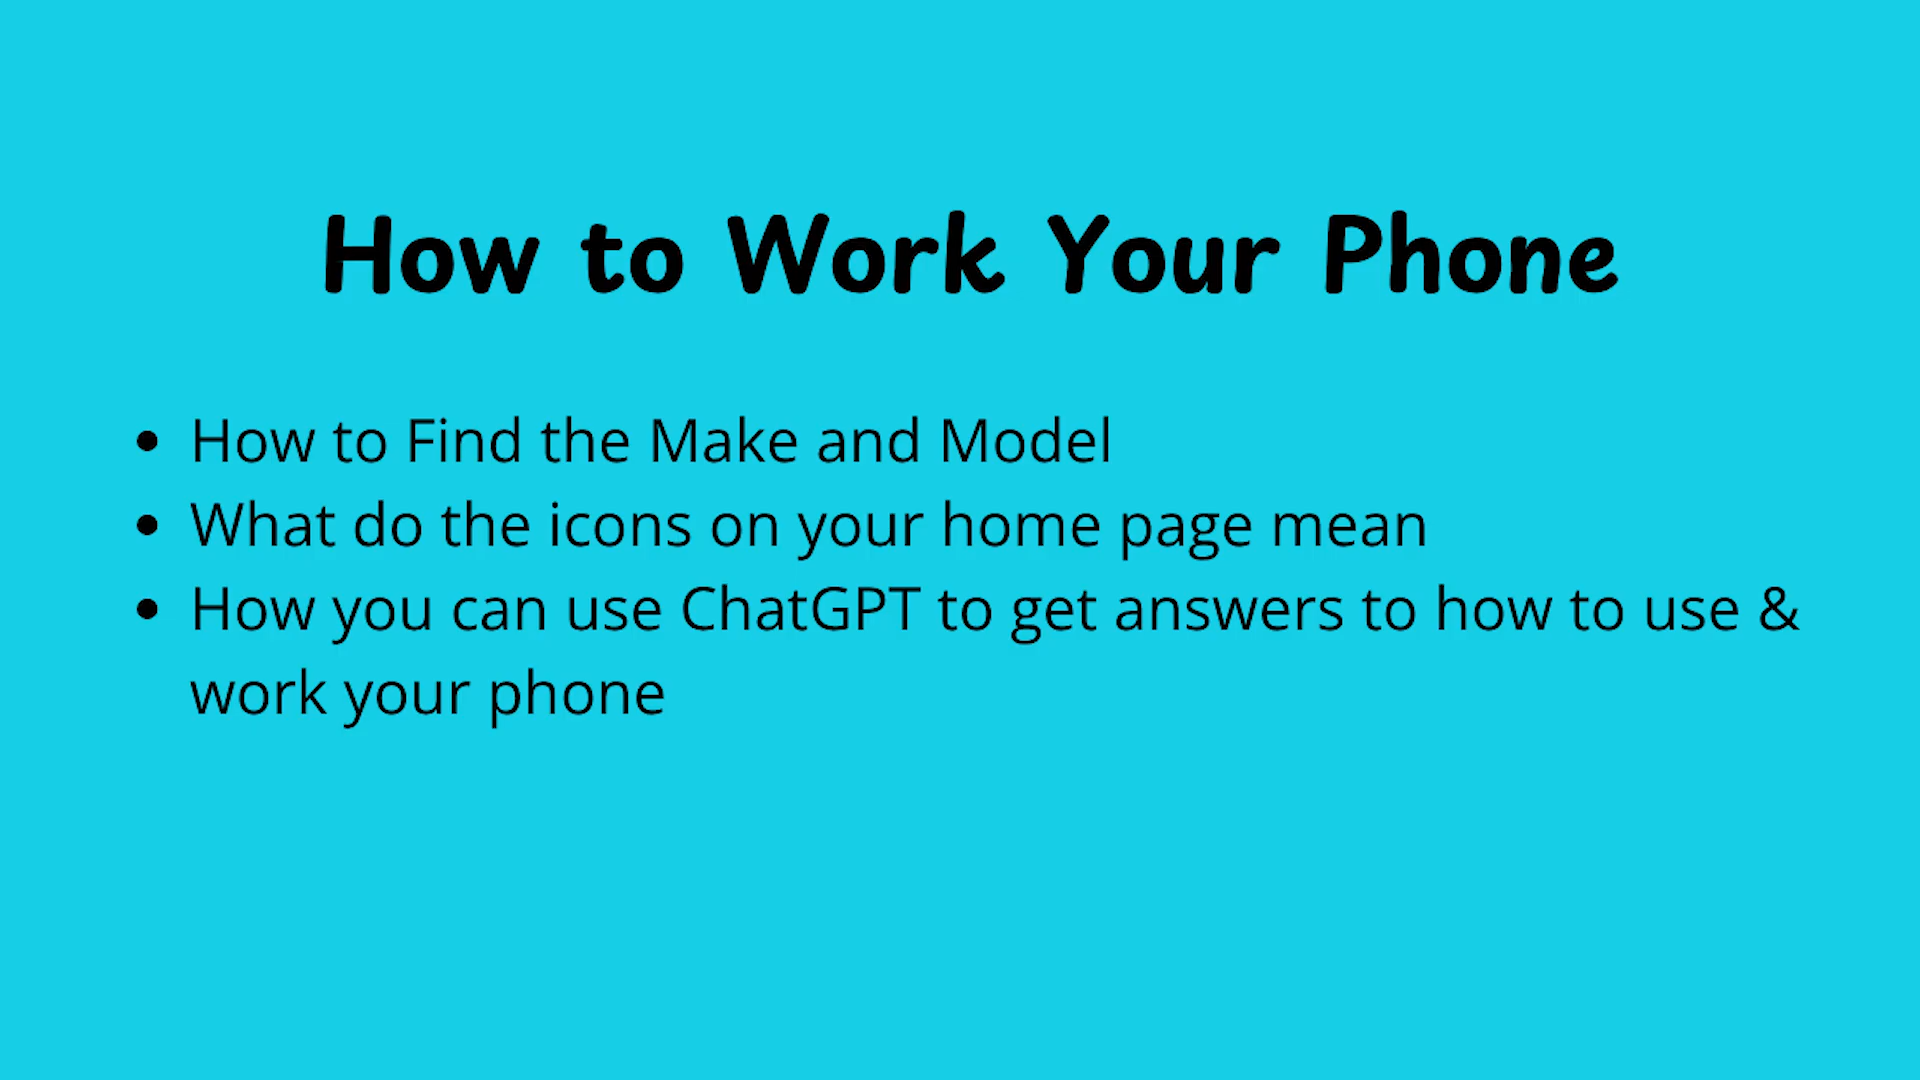 How to Work Your Phone
• How to Find the Make and Model
• What do the icons on your home page mean
• How you can use ChatGPT to get answers to how to use &
work your phone